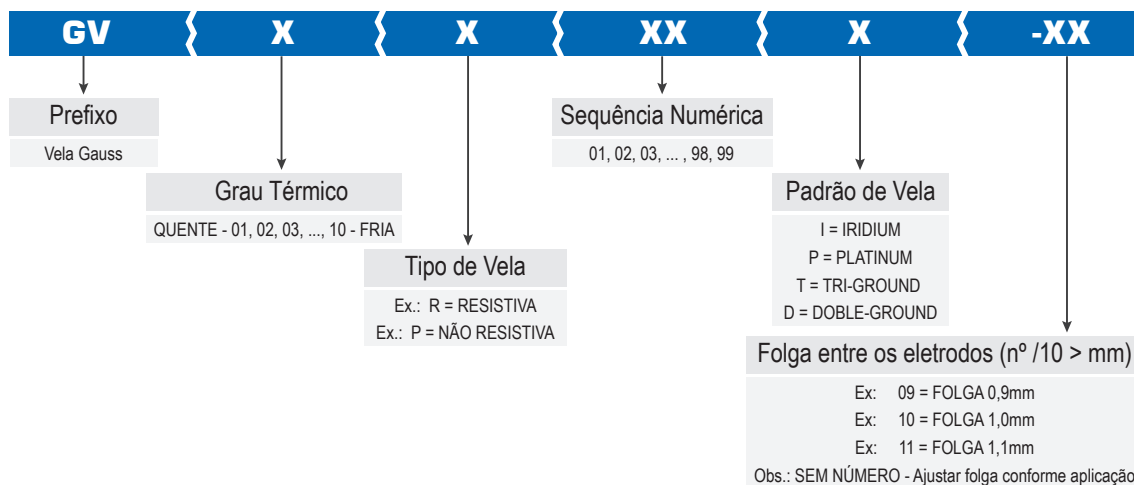 GV X X XX X -XX
Prefixo
Vela Gauss
Grau Térmico
QUENTE - 01, 02, 03, ..., 10 - FRIA
Tipo de Vela
Ex.: R = RESISTIVA
Ex.: P = NÃO RESISTIVA
Sequência Numérica
01, 02, 03, ... , 98, 99
Padrão de Vela
I = IRIDIUM
P = PLATINUM
T = TRI-GROUND
D = DOBLE-GROUND
Folga entre os eletrodos (nº /10 > mm)
Ex: 09 = FOLGA 0,9mm
Ex: 10 = FOLGA 1,0mm
Ex: 11 = FOLGA 1,1mm
Obs.: SEM NÚMERO - Ajustar folga conforme aplicação